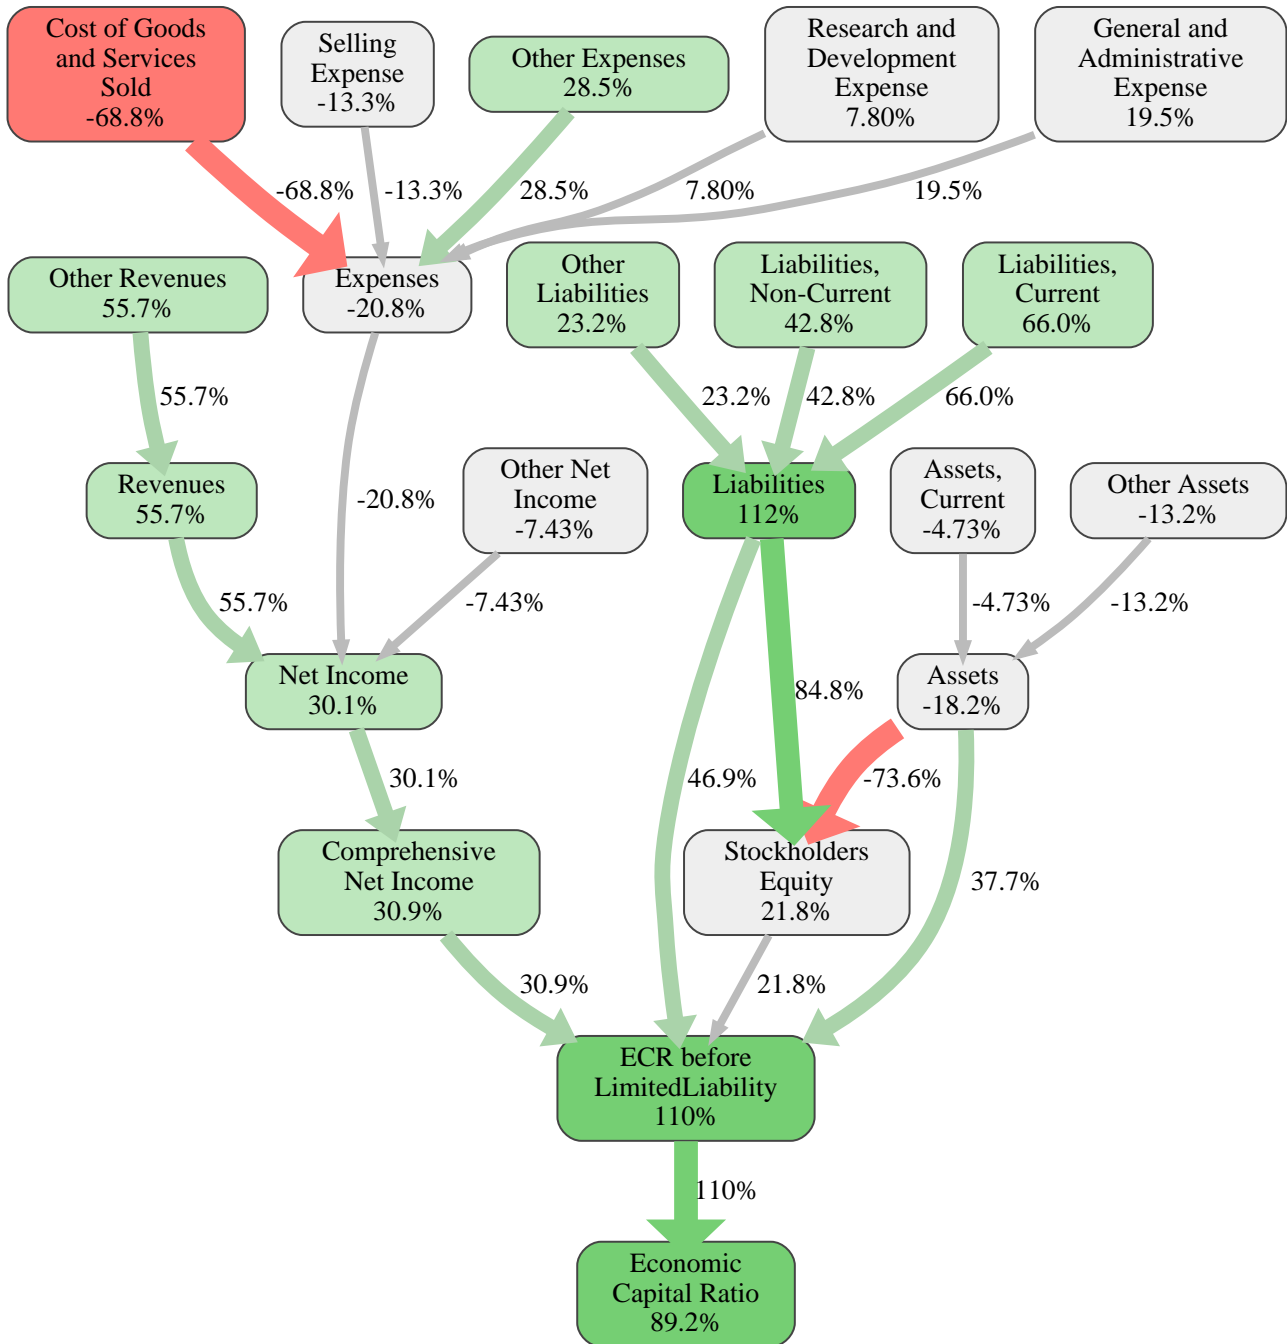 Cost of Goods
and Services
Sold
-68.8%
Selling
Expense
-13.3%
Other Expenses
28.5%
Research and
Development
Expense
7.80%
General and
Administrative
Expense
19.5%
-68.8%
-13.3%
28.5%
7.80%
19.5%
Other Revenues
55.7%
Expenses
-20.8%
Other
Liabilities
23.2%
Liabilities,
Non-Current
42.8%
Liabilities,
Current
66.0%
55.7%
23.2%
42.8%
66.0%
Revenues
55.7%
-20.8%
Other Net
Income
-7.43%
Liabilities
112%
Assets,
Current
-4.73%
Other Assets
-13.2%
55.7%
-7.43%
-4.73%
-13.2%
Net Income
30.1%
84.8%
Assets
-18.2%
30.1%
46.9%
-73.6%
Comprehensive
Net Income
30.9%
Stockholders
Equity
21.8%
37.7%
30.9%
21.8%
ECR before
LimitedLiability
110%
110%
Economic
Capital Ratio
89.2%